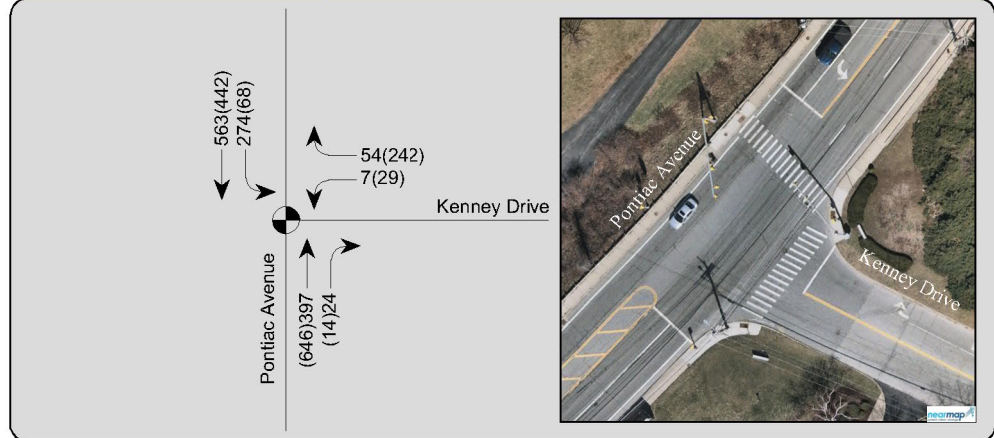 563(442)
274(68)
54(242)
7(29)
Kenney Drive
Pontiac Avenue
(646)397
(14)24
Pontiac Avenue
Kenney Drive
nearmap